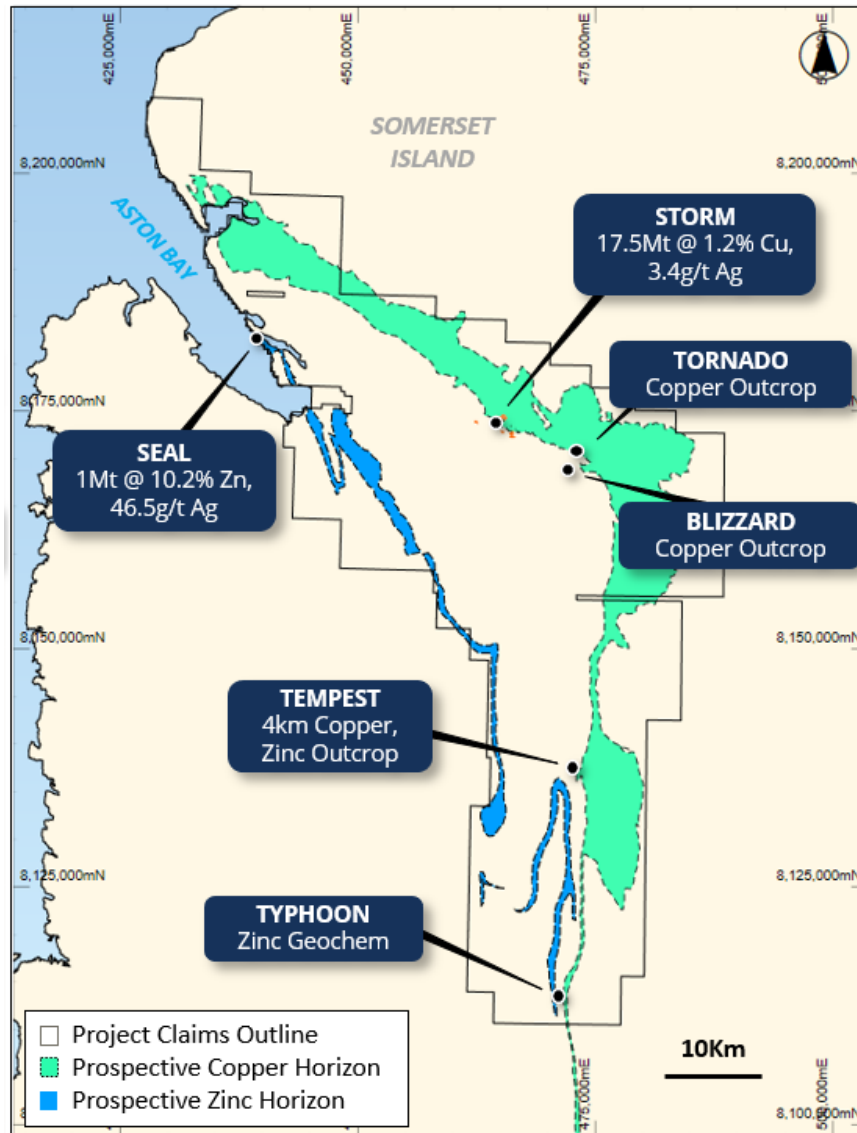 425,000mE
450,000mE
475,000mE
SOMERSET
ISLAND
8,200,000mN
8,200,000mN
ASTON BAY
STORM
17.5Mt @ 1.2% Cu,
3.4g/t Ag
TORNADO
Copper Outcrop
8,175,000mN
SEAL
1Mt @ 10.2% Zn,
46.5g/t Ag
BLIZZARD
Copper Outcrop
8,150,000mN
8,150,000mN
TEMPEST
4km Copper,
Zinc Outcrop
8,125,000mN
8,125,000mN
TYPHOON
Zinc Geochem
Project Claims Outline
Prospective Copper Horizon
Prospective Zinc Horizon
10Km
475,000mE
8,100,000mN